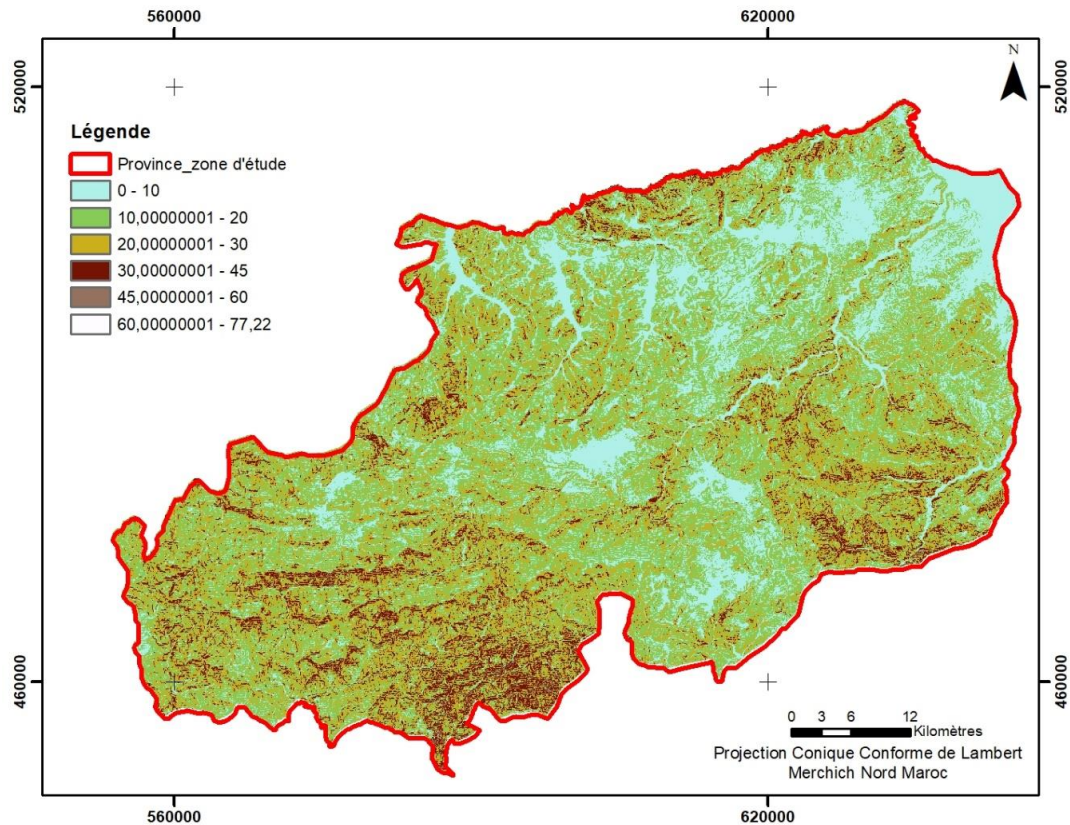 560000
620000
520000
520000
N
Légende
Province_zone d'étude
0 - 10
10,00000001 - 20
20,00000001 - 30
30,00000001 - 45
45,00000001 - 60
60,00000001 - 77,22
460000
460000
0 3 6 12
Kilomètres
Projection Conique Conforme de Lambert
Merchich Nord Maroc
560000
620000